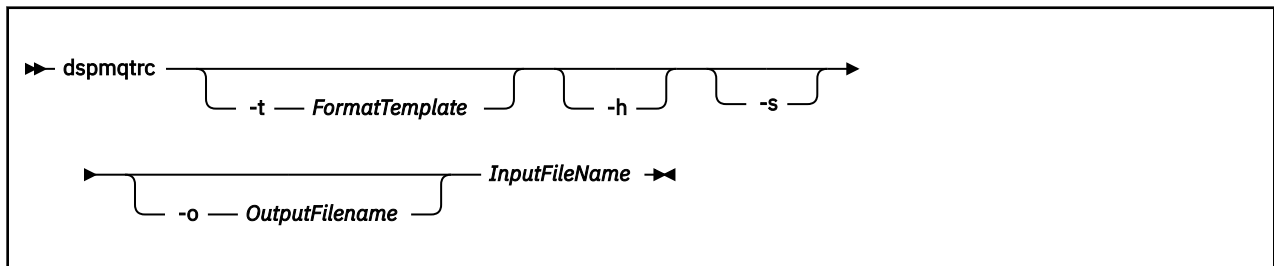 dspmqtrc
-t FormatTemplate -h -s
InputFileName
-o OutputFilename